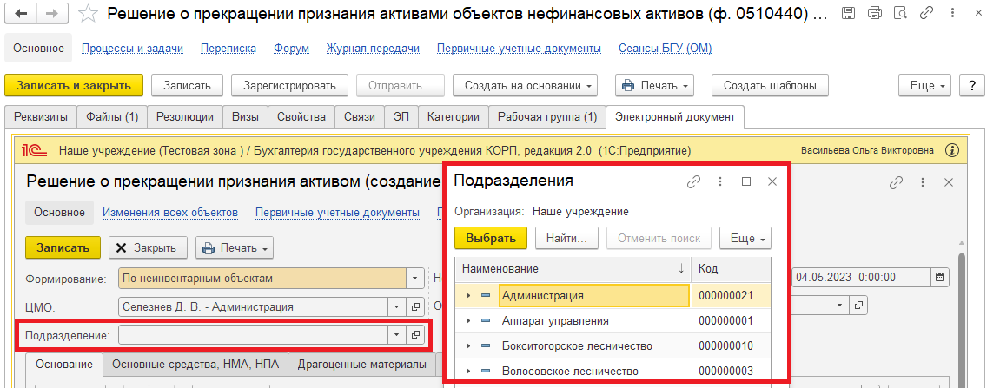 Решение о прекращении признания активами объектов нефинансовых активов (ф. 0510440) ...
Основное Процессы и задачи Переписка Форум Журнал передачи Первичные учетные документы Сеансы БГУ (ОМ)
Записать и закрыть Записать Зарегистрировать Отправить... Создать на основании Печать Создать шаблоны Еще ?
Реквизиты Файлы (1) Резолюции Визы Свойства Связи ЭП Категории Рабочая группа (1) Электронный документ
1С Наше учреждение (Тестовая зона ) / Бухгалтерия государственного учреждения КОРП, редакция 2.0 (1С:Предприятие) Васильева Ольга Викторовна
Решение о прекращении признания активом (создание
Основное Изменения всех объектов Первичные учетные документы
Записать Закрыть Печать
Формирование: По неинвентарным объектам
04.05.2023 0:00:00
ЦМО: Селезнев Д. В. - Администрация
Подразделение:
Основание Основные средства, НМА, НПА Драгоценные материалы
Подразделения
Организация: Наше учреждение
Выбрать Найти... Отменить поиск Еще
Наименование ↓ Код
Администрация 000000021
Аппарат управления 000000001
Бокситогорское лесничество 000000010
Волосовское лесничество 000000003